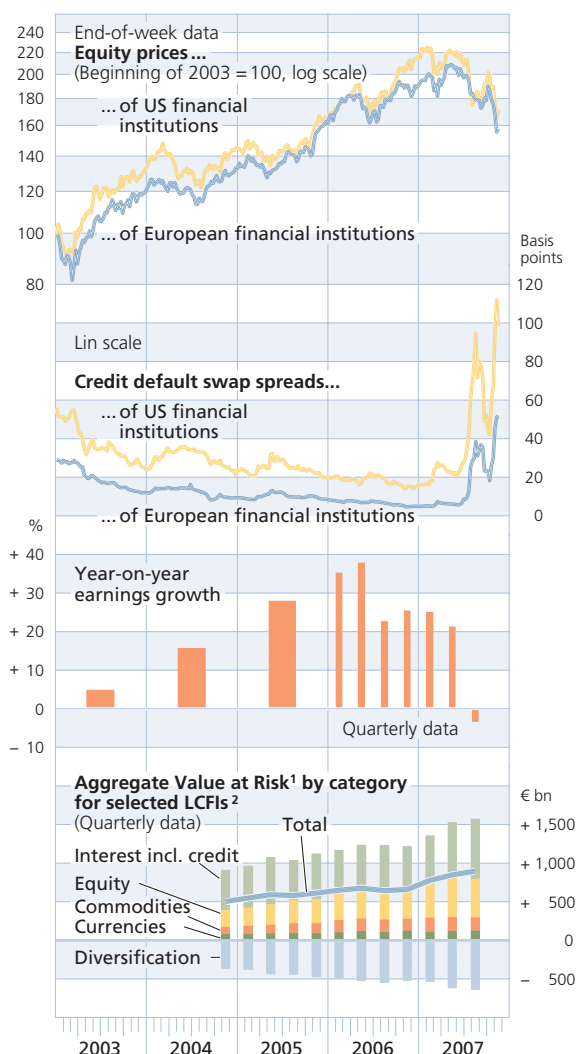 End-of-week data
Equity prices ...
(Beginning of 2003 = 100, log scale)
... of US financial
institutions
... of European financial institutions
240
220
200
180
160
140
120
100
80
Basis
points
120
100
80
60
40
20
0
Lin scale
Credit default swap spreads...
... of US financial
institutions
... of European financial institutions
%
+ 40
+ 30
+ 20
+ 10
0
– 10
Year-on-year
earnings growth
Quarterly data
Aggregate Value at Risk¹ by category
for selected LCFIs²
(Quarterly data)
Total
Interest incl. credit
Equity
Commodities
Currencies
Diversification
€ bn
+ 1,500
+ 1,000
+ 500
0
– 500
2003 2004 2005 2006 2007